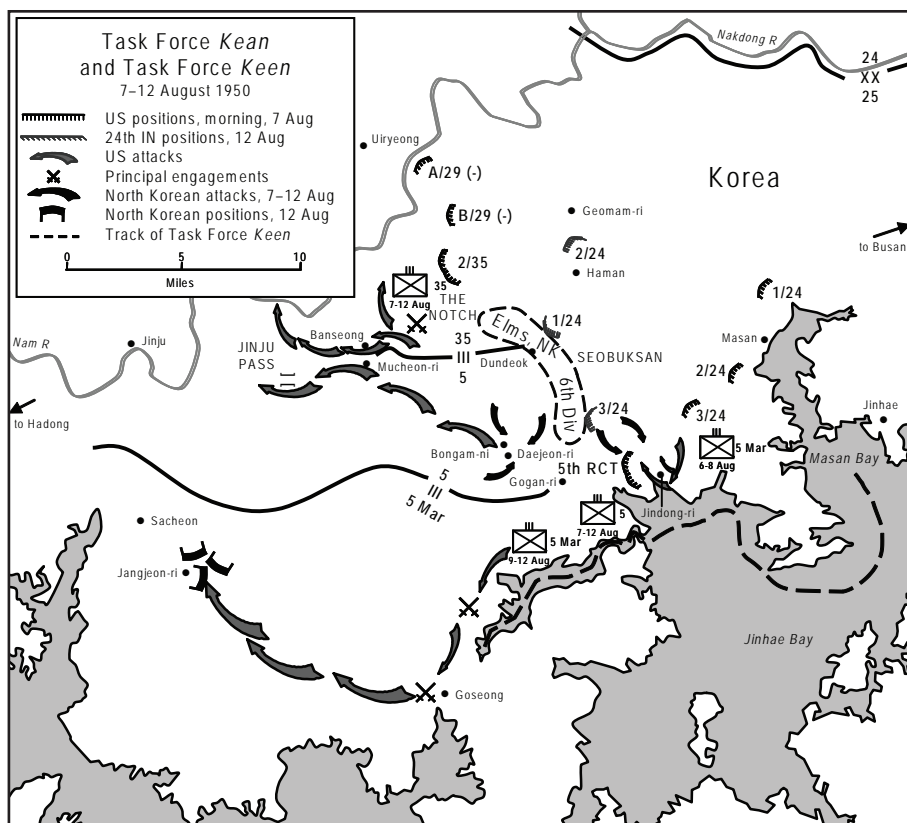 Task Force Kean
and Task Force Keen
7–12 August 1950
US positions, morning, 7 Aug
24th IN positions, 12 Aug
US attacks
Principal engagements
North Korean attacks, 7–12 Aug
North Korean positions, 12 Aug
Track of Task Force Keen
0 5 10
Miles
Nakdong R
24
XX
25
Uiryeong
A/29 (-)
Korea
B/29 (-)
Geomam-ri
to Busan
2/24
2/35
Haman
35
7-12 Aug
THE
NOTCH
1/24
Elms, NK
6th Div
1/24
Nam R
Jinju
Banseong
35
III
5
Masan
JINJU
PASS
Mucheon-ri
Dundeok
SEOBUKSAN
2/24
to Hadong
3/24
3/24
Jinhae
5 Mar
6-8 Aug
Masan Bay
Bongam-ni
Daejeon-ri
5th RCT
Gogan-ri
5
III
5 Mar
Jindong-ri
5
7-12 Aug
Sacheon
5 Mar
9-12 Aug
Jangjeon-ri
Jinhae Bay
Goseong